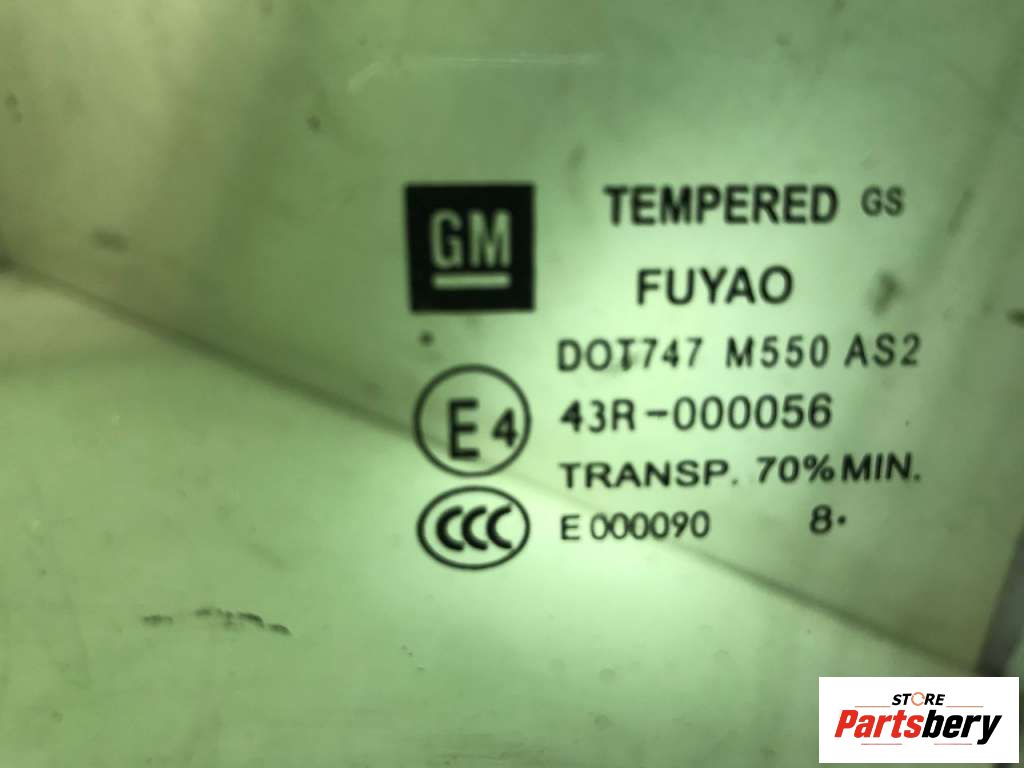 GM
TEMPERED GS
FUYAO
DOT747 M550 AS2
E4
43R-000056
TRANSP. 70% MIN.
CCC
E 000090 8·
STORE
Partsbery